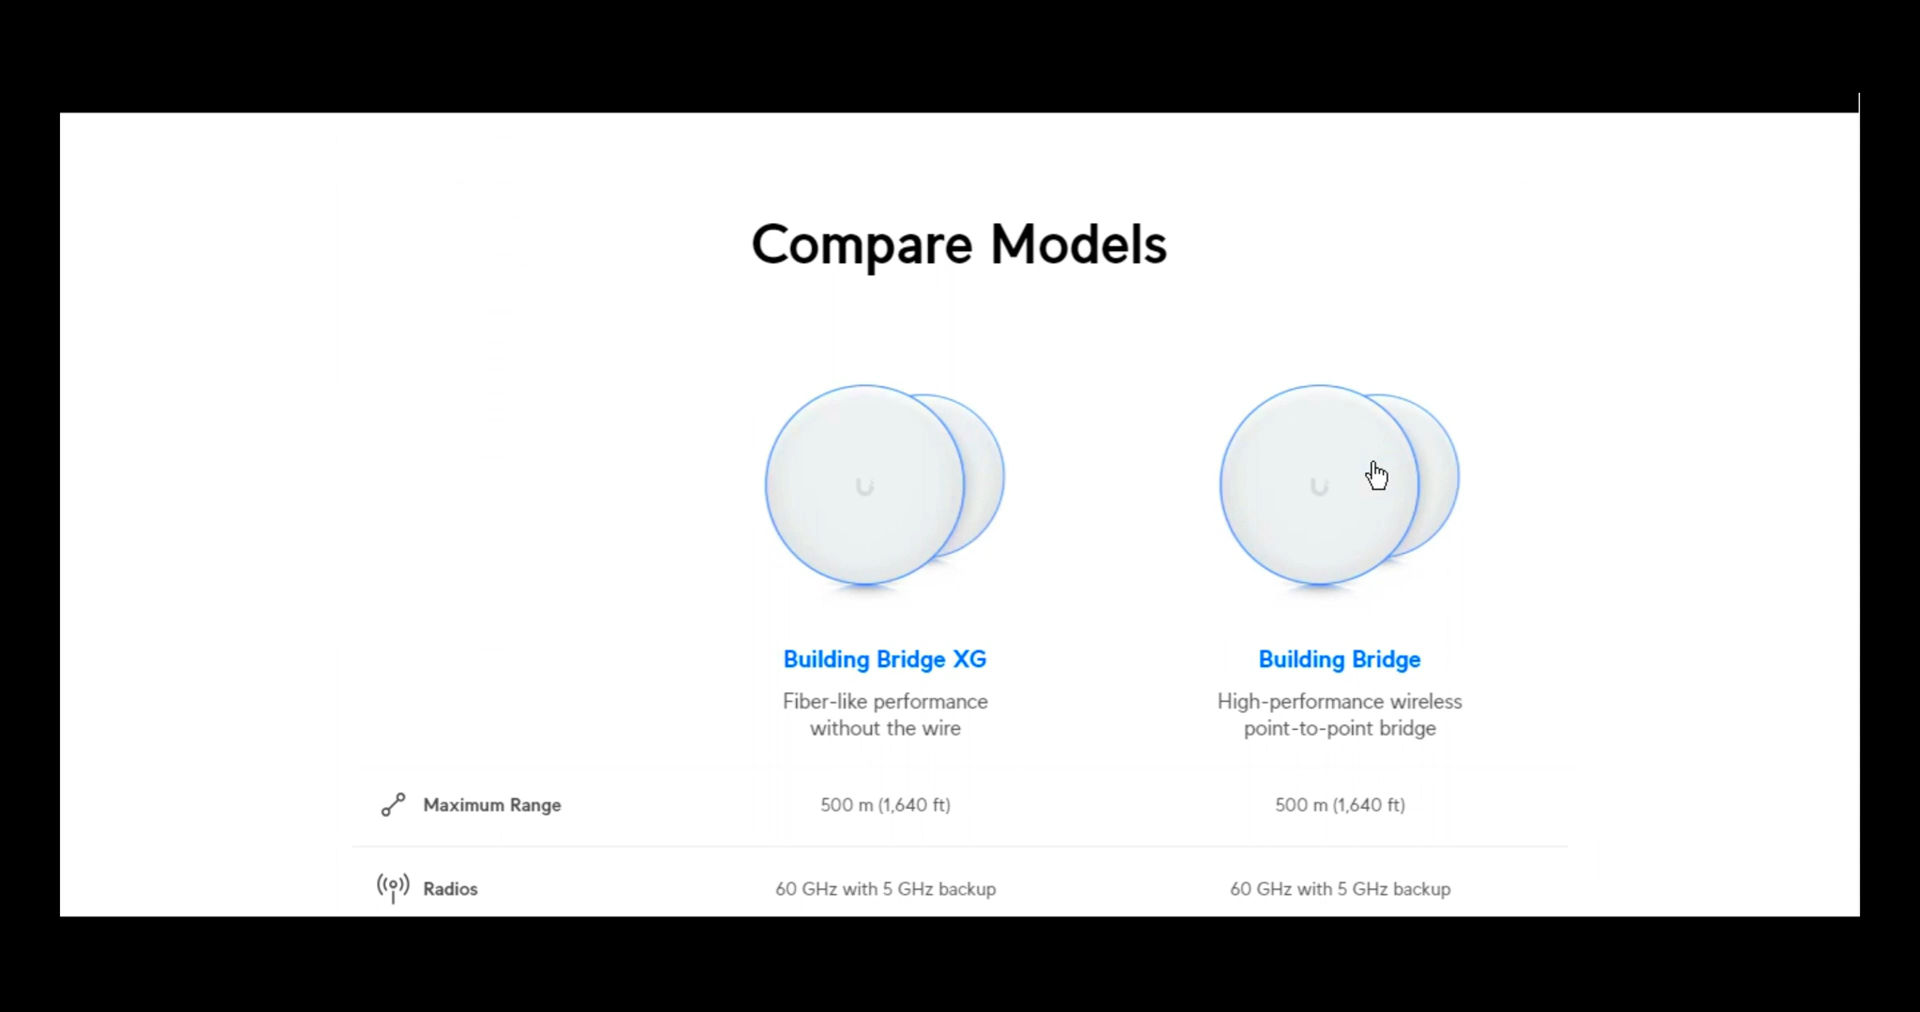 Compare Models
Building Bridge XG
Fiber-like performance
without the wire
Building Bridge
High-performance wireless
point-to-point bridge
Maximum Range
500 m (1,640 ft)
500 m (1,640 ft)
Radios
60 GHz with 5 GHz backup
60 GHz with 5 GHz backup